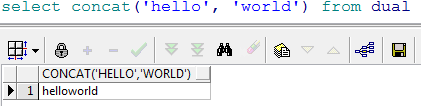 select concat('hello', 'world') from dual
CONCAT('HELLO','WORLD')
1 helloworld